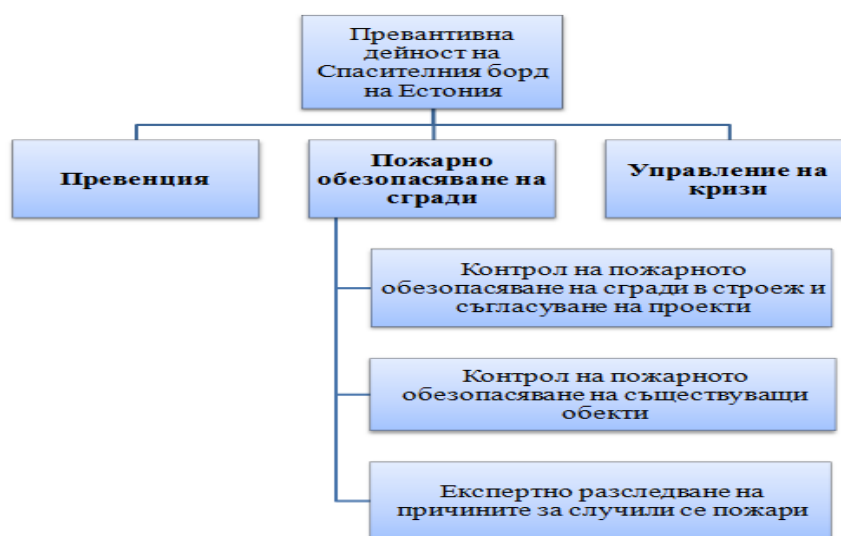 Превантивна
дейност на
Спасителния борд
на Естония
Превенция
Пожарно
обезопасяване на
сгради
Управление на
кризи
Контрол на пожарното
обезопасяване на сгради в строеж и
съгласуване на проекти
Контрол на пожарното
обезопасяване на съществуващи
обекти
Експертно разследване на
причините за случили се пожари